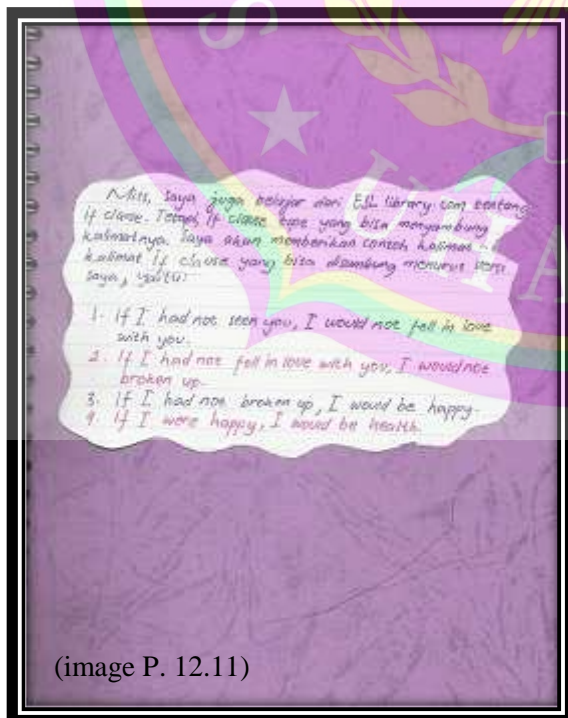 Miss, saya juga belajar dari ESL library.com tentang
if clause. Tetapi if clause type yang bisa menyambung
kalimatnya. Saya akan memberikan contoh kalimat -
kalimat if clause yang bisa disambung menurut versi
saya, yaitu:
1. If I had not seen you, I would not fell in love
with you.
2. If I had not fell in love with you, I would not
broken up.
3. If I had not broken up, I would be happy.
4. If I were happy, I would be health.
(image P. 12.11)